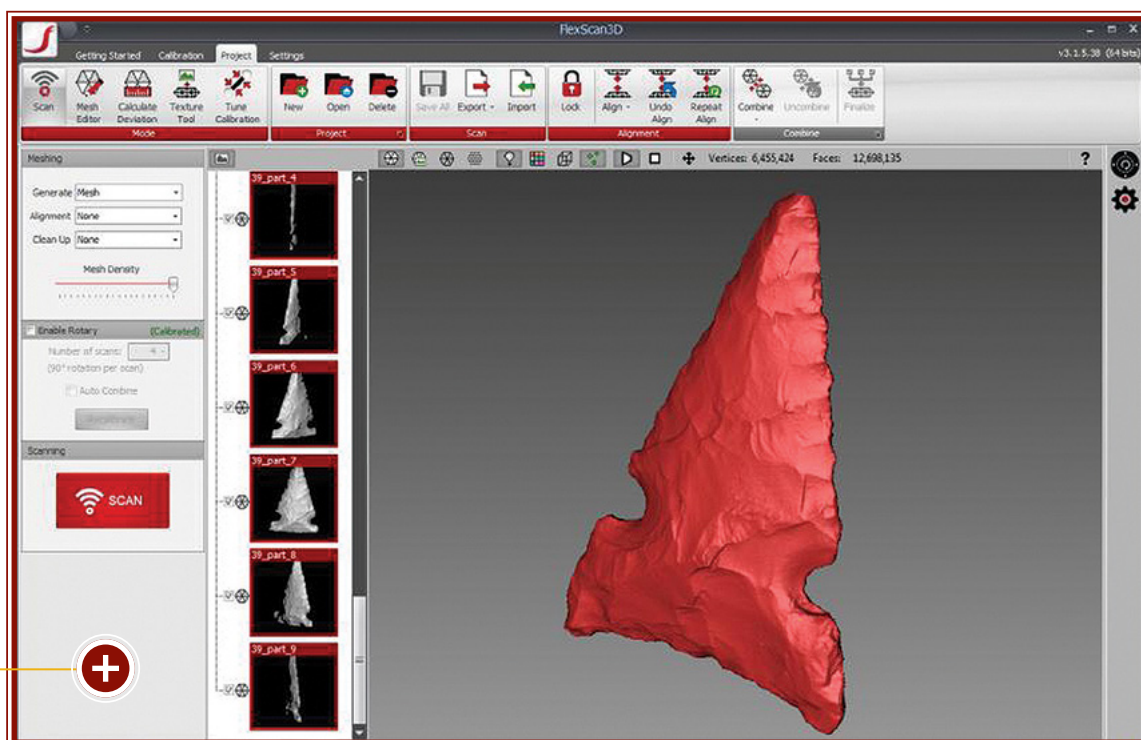 FlexScan3D
Getting Started Calibration Project Settings
v3.1.5.38 (64 bits)
Scan Mesh Editor Calculate Deviation Texture Tool Tune Calibration New Open Delete Save All Export Import Lock Align Undo Align Repeat Align Combine Uncombine Finalize
Mode Project Scan Alignment Combine
Meshing
Vertices: 6,455,424 Faces: 12,698,135 ?
Generate Mesh
Alignment None
Clean Up None
Mesh Density
Enable Rotary (Calibrated)
Number of scans: 4
(90° rotation per scan)
Auto Combine
Scanning
SCAN
39_part_4
39_part_5
39_part_6
39_part_7
39_part_8
39_part_9